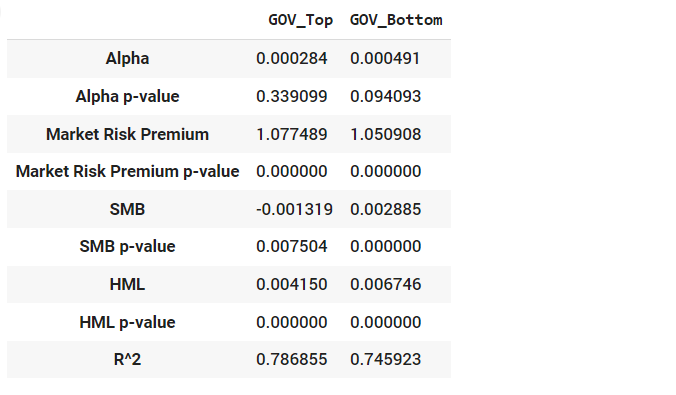 GOV_Top GOV_Bottom
Alpha 0.000284 0.000491
Alpha p-value 0.339099 0.094093
Market Risk Premium 1.077489 1.050908
Market Risk Premium p-value 0.000000 0.000000
SMB -0.001319 0.002885
SMB p-value 0.007504 0.000000
HML 0.004150 0.006746
HML p-value 0.000000 0.000000
R^2 0.786855 0.745923